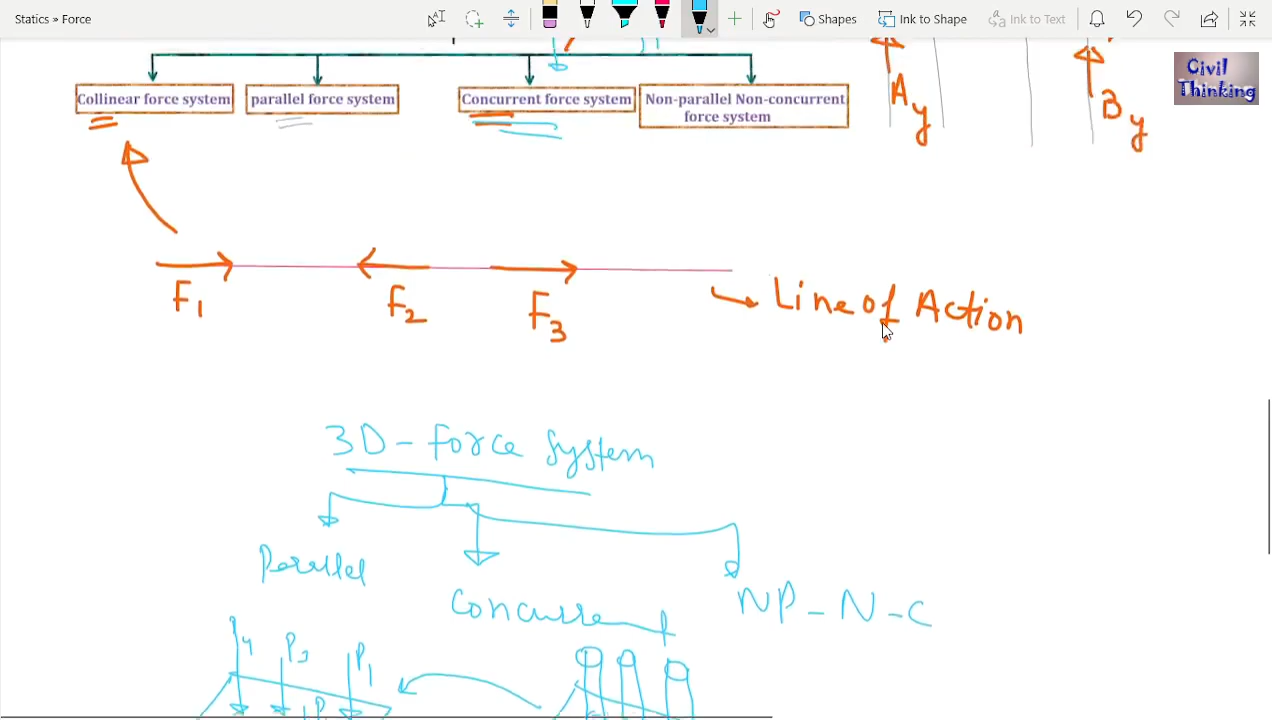 Statics » Force
Shapes
Ink to Shape
Ink to Text
Civil
Thinking
Collinear force system
parallel force system
Concurrent force system
Non-parallel Non-concurrent
force system
Ay
By
F1
F2
F3
Line of Action
3D-force System
Parallel
Concurrent
NP-N-C
P3
P1